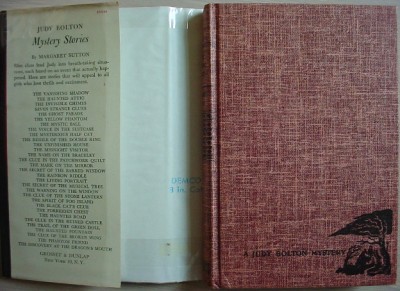 JUDY BOLTON
Mystery Stories
By MARGARET SUTTON
THE VANISHING SHADOW
THE HAUNTED ATTIC
THE INVISIBLE CHIMES
SEVEN STRANGE CLUES
THE GHOST PARADE
THE YELLOW PHANTOM
THE MYSTIC BALL
THE VOICE IN THE SUITCASE
THE MYSTERIOUS HALF CAT
THE RIDDLE OF THE DOUBLE RING
THE UNFINISHED HOUSE
THE MIDNIGHT VISITOR
THE NAME ON THE BRACELET
THE CLUE IN THE PATCHWORK QUILT
THE MARK ON THE MIRROR
THE SECRET OF THE BARRED WINDOW
THE RAINBOW RIDDLE
THE LIVING PORTRAIT
THE SECRET OF THE MUSICAL TREE
THE WARNING ON THE WINDOW
THE CLUE OF THE STONE LANTERN
THE SPIRIT OF FOG ISLAND
THE BLACK CAT'S CLUE
THE FORBIDDEN CHEST
THE HAUNTED ROAD
THE CLUE IN THE RUINED CASTLE
THE TRAIL OF THE GREEN DOLL
THE HAUNTED FOUNTAIN
THE CLUE OF THE BROKEN WING
THE PHANTOM FRIEND
THE DISCOVERY AT THE DRAGON'S MOUTH
GROSSET & DUNLAP
New York 10, N. Y.
A JUDY BOLTON MYSTERY